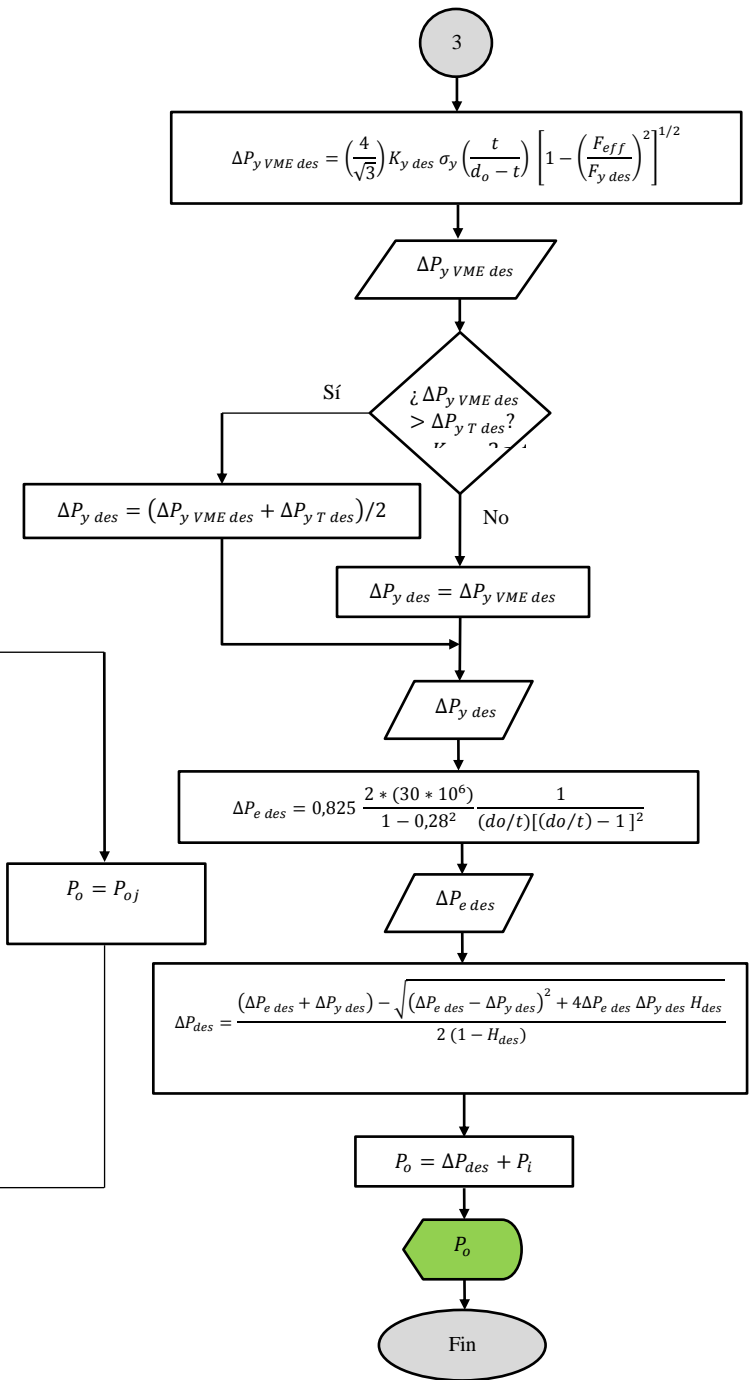 3
ΔP_{y VME des} = (4/√3) K_{y des} σ_y (t/(d_o − t)) [1 − (F_{eff}/F_{y des})^2]^{1/2}
ΔP_{y VME des}
¿ ΔP_{y VME des}
> ΔP_{y T des}?
Sí
ΔP_{y des} = (ΔP_{y VME des} + ΔP_{y T des})/2
No
ΔP_{y des} = ΔP_{y VME des}
ΔP_{y des}
ΔP_{e des} = 0,825 (2 * (30 * 10^6))/(1 − 0,28^2) 1/((do/t)[(do/t) − 1 ]^2)
P_o = P_{oj}
ΔP_{e des}
ΔP_{des} = ((ΔP_{e des} + ΔP_{y des}) − √((ΔP_{e des} − ΔP_{y des})^2 + 4ΔP_{e des} ΔP_{y des} H_{des}))/(2 (1 − H_{des}))
P_o = ΔP_{des} + P_i
P_o
Fin